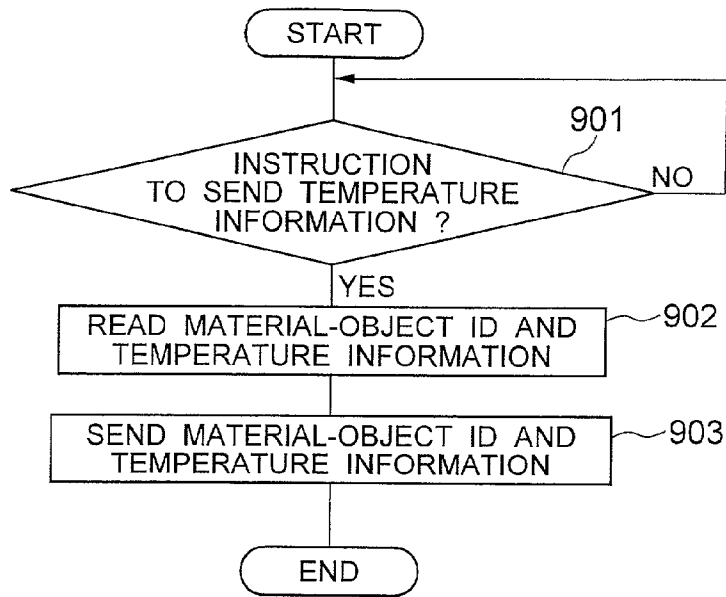 START
901
INSTRUCTION
TO SEND TEMPERATURE
INFORMATION ?
NO
YES
READ MATERIAL-OBJECT ID AND
TEMPERATURE INFORMATION
902
SEND MATERIAL-OBJECT ID AND
TEMPERATURE INFORMATION
903
END